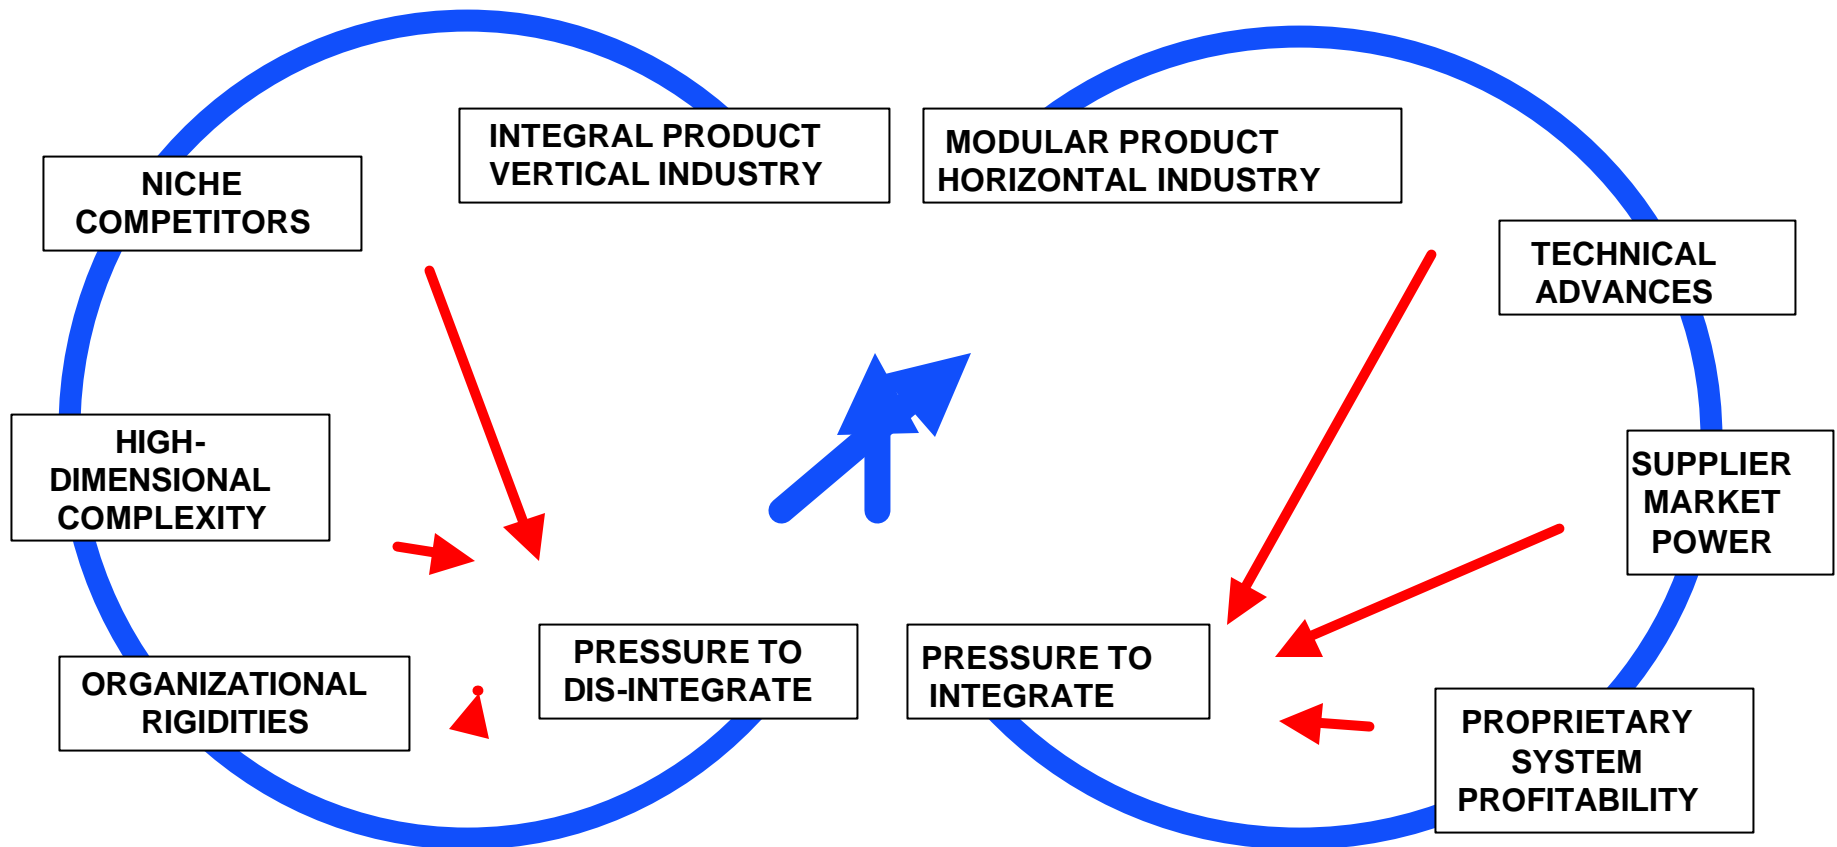 INTEGRAL PRODUCT
VERTICAL INDUSTRY
MODULAR PRODUCT
HORIZONTAL INDUSTRY
NICHE
COMPETITORS
TECHNICAL
ADVANCES
HIGH-
DIMENSIONAL
COMPLEXITY
SUPPLIER
MARKET
POWER
ORGANIZATIONAL
RIGIDITIES
PRESSURE TO
DIS-INTEGRATE
PRESSURE TO
INTEGRATE
PROPRIETARY
SYSTEM
PROFITABILITY